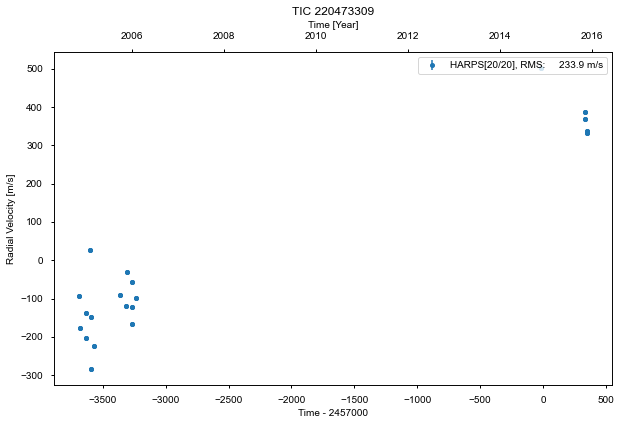 TIC 220473309
Time [Year]
2006 2008 2010 2012 2014 2016
HARPS[20/20], RMS: 233.9 m/s
Radial Velocity [m/s]
500
400
300
200
100
0
−100
−200
−300
−3500 −3000 −2500 −2000 −1500 −1000 −500 0 500
Time - 2457000